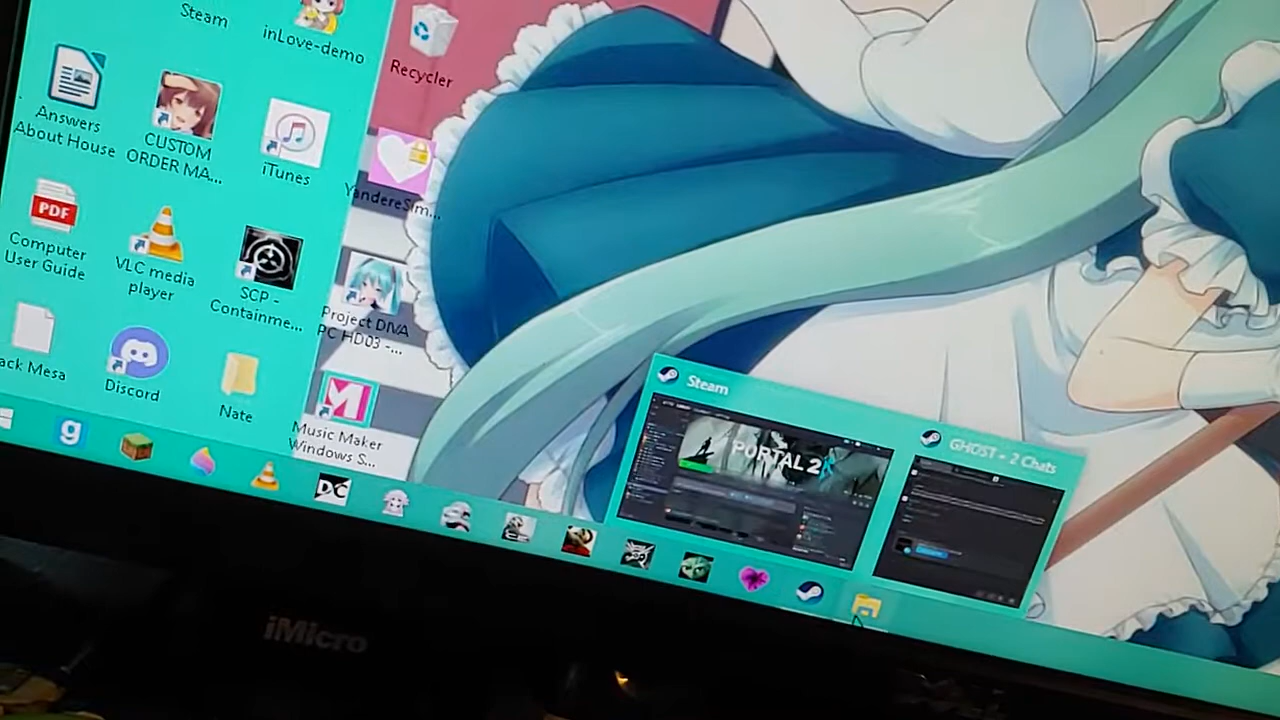 Steam
inLove-demo
Recycler
Answers
About House
CUSTOM
ORDER MA...
iTunes
YandereSim...
PDF
Computer
User Guide
VLC media
player
SCP -
Containme...
Project DIVA
PC HD03 -...
ack Mesa
Discord
Nate
Music Maker
Windows S...
Steam
PORTAL 2
GHOST + 2 Chats
g
DC
iMicro